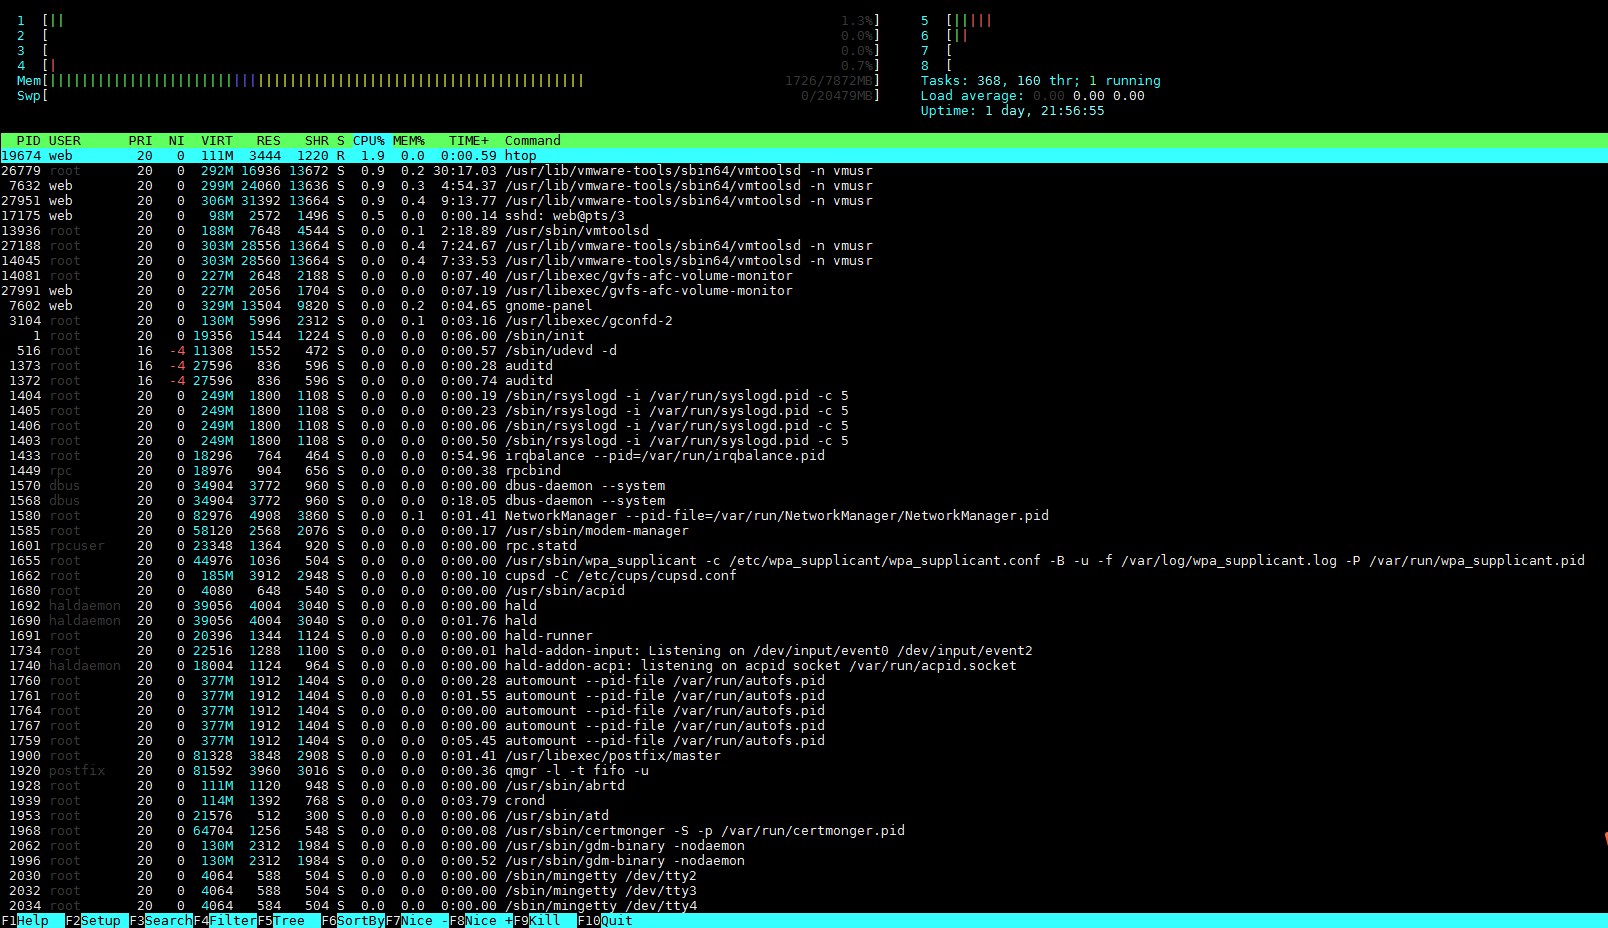 1 [|| 1.3%] 5 [|||||
2 [ 0.0%] 6 [||
3 [ 0.0%] 7 [
4 [| 0.7%] 8 [
Mem[ 1726/7872MB] Tasks: 368, 160 thr; 1 running
Swp[ 0/20479MB] Load average: 0.00 0.00 0.00
Uptime: 1 day, 21:56:55
PID USER PRI NI VIRT RES SHR S CPU% MEM% TIME+ Command
19674 web 20 0 111M 3444 1220 R 1.9 0.0 0:00.59 htop
26779 root 20 0 292M 16936 13672 S 0.9 0.2 30:17.03 /usr/lib/vmware-tools/sbin64/vmtoolsd -n vmusr
7632 web 20 0 299M 24060 13636 S 0.9 0.3 4:54.37 /usr/lib/vmware-tools/sbin64/vmtoolsd -n vmusr
27951 web 20 0 306M 31392 13664 S 0.9 0.4 9:13.77 /usr/lib/vmware-tools/sbin64/vmtoolsd -n vmusr
17175 web 20 0 98M 2572 1496 S 0.5 0.0 0:00.14 sshd: web@pts/3
13936 root 20 0 188M 7648 4544 S 0.0 0.1 2:18.89 /usr/sbin/vmtoolsd
27188 root 20 0 303M 28556 13664 S 0.0 0.4 7:24.67 /usr/lib/vmware-tools/sbin64/vmtoolsd -n vmusr
14045 root 20 0 303M 28560 13664 S 0.0 0.4 7:33.53 /usr/lib/vmware-tools/sbin64/vmtoolsd -n vmusr
14081 root 20 0 227M 2648 2188 S 0.0 0.0 0:07.40 /usr/libexec/gvfs-afc-volume-monitor
27991 web 20 0 227M 2056 1704 S 0.0 0.0 0:07.19 /usr/libexec/gvfs-afc-volume-monitor
7602 web 20 0 329M 13504 9820 S 0.0 0.2 0:04.65 gnome-panel
3104 root 20 0 130M 5996 2312 S 0.0 0.1 0:03.16 /usr/libexec/gconfd-2
1 root 20 0 19356 1544 1224 S 0.0 0.0 0:06.00 /sbin/init
516 root 16 -4 11308 1552 472 S 0.0 0.0 0:00.57 /sbin/udevd -d
1373 root 16 -4 27596 836 596 S 0.0 0.0 0:00.28 auditd
1372 root 16 -4 27596 836 596 S 0.0 0.0 0:00.74 auditd
1404 root 20 0 249M 1800 1108 S 0.0 0.0 0:00.19 /sbin/rsyslogd -i /var/run/syslogd.pid -c 5
1405 root 20 0 249M 1800 1108 S 0.0 0.0 0:00.23 /sbin/rsyslogd -i /var/run/syslogd.pid -c 5
1406 root 20 0 249M 1800 1108 S 0.0 0.0 0:00.06 /sbin/rsyslogd -i /var/run/syslogd.pid -c 5
1403 root 20 0 249M 1800 1108 S 0.0 0.0 0:00.50 /sbin/rsyslogd -i /var/run/syslogd.pid -c 5
1433 root 20 0 18296 764 464 S 0.0 0.0 0:54.96 irqbalance --pid=/var/run/irqbalance.pid
1449 rpc 20 0 18976 904 656 S 0.0 0.0 0:00.38 rpcbind
1570 dbus 20 0 34904 3772 960 S 0.0 0.0 0:00.00 dbus-daemon --system
1568 dbus 20 0 34904 3772 960 S 0.0 0.0 0:18.05 dbus-daemon --system
1580 root 20 0 82976 4908 3860 S 0.0 0.1 0:01.41 NetworkManager --pid-file=/var/run/NetworkManager/NetworkManager.pid
1585 root 20 0 58120 2568 2076 S 0.0 0.0 0:00.17 /usr/sbin/modem-manager
1601 rpcuser 20 0 23348 1364 920 S 0.0 0.0 0:00.00 rpc.statd
1655 root 20 0 44976 1036 504 S 0.0 0.0 0:00.00 /usr/sbin/wpa_supplicant -c /etc/wpa_supplicant/wpa_supplicant.conf -B -u -f /var/log/wpa_supplicant.log -P /var/run/wpa_supplicant.pid
1662 root 20 0 185M 3912 2948 S 0.0 0.0 0:00.10 cupsd -C /etc/cups/cupsd.conf
1680 root 20 0 4080 648 540 S 0.0 0.0 0:00.00 /usr/sbin/acpid
1692 haldaemon 20 0 39056 4004 3040 S 0.0 0.0 0:00.00 hald
1690 haldaemon 20 0 39056 4004 3040 S 0.0 0.0 0:01.76 hald
1691 root 20 0 20396 1344 1124 S 0.0 0.0 0:00.00 hald-runner
1734 root 20 0 22516 1288 1100 S 0.0 0.0 0:00.01 hald-addon-input: Listening on /dev/input/event0 /dev/input/event2
1740 haldaemon 20 0 18004 1124 964 S 0.0 0.0 0:00.00 hald-addon-acpi: listening on acpid socket /var/run/acpid.socket
1760 root 20 0 377M 1912 1404 S 0.0 0.0 0:00.28 automount --pid-file /var/run/autofs.pid
1761 root 20 0 377M 1912 1404 S 0.0 0.0 0:01.55 automount --pid-file /var/run/autofs.pid
1764 root 20 0 377M 1912 1404 S 0.0 0.0 0:00.00 automount --pid-file /var/run/autofs.pid
1767 root 20 0 377M 1912 1404 S 0.0 0.0 0:00.00 automount --pid-file /var/run/autofs.pid
1759 root 20 0 377M 1912 1404 S 0.0 0.0 0:05.45 automount --pid-file /var/run/autofs.pid
1900 root 20 0 81328 3848 2908 S 0.0 0.0 0:01.41 /usr/libexec/postfix/master
1920 postfix 20 0 81592 3960 3016 S 0.0 0.0 0:00.36 qmgr -l -t fifo -u
1928 root 20 0 111M 1120 948 S 0.0 0.0 0:00.00 /usr/sbin/abrtd
1939 root 20 0 114M 1392 768 S 0.0 0.0 0:03.79 crond
1953 root 20 0 21576 512 300 S 0.0 0.0 0:00.06 /usr/sbin/atd
1968 root 20 0 64704 1256 548 S 0.0 0.0 0:00.08 /usr/sbin/certmonger -S -p /var/run/certmonger.pid
2062 root 20 0 130M 2312 1984 S 0.0 0.0 0:00.00 /usr/sbin/gdm-binary -nodaemon
1996 root 20 0 130M 2312 1984 S 0.0 0.0 0:00.52 /usr/sbin/gdm-binary -nodaemon
2030 root 20 0 4064 588 504 S 0.0 0.0 0:00.00 /sbin/mingetty /dev/tty2
2032 root 20 0 4064 588 504 S 0.0 0.0 0:00.00 /sbin/mingetty /dev/tty3
2034 root 20 0 4064 584 504 S 0.0 0.0 0:00.00 /sbin/mingetty /dev/tty4
F1Help F2Setup F3SearchF4FilterF5Tree F6SortByF7Nice -F8Nice +F9Kill F10Quit